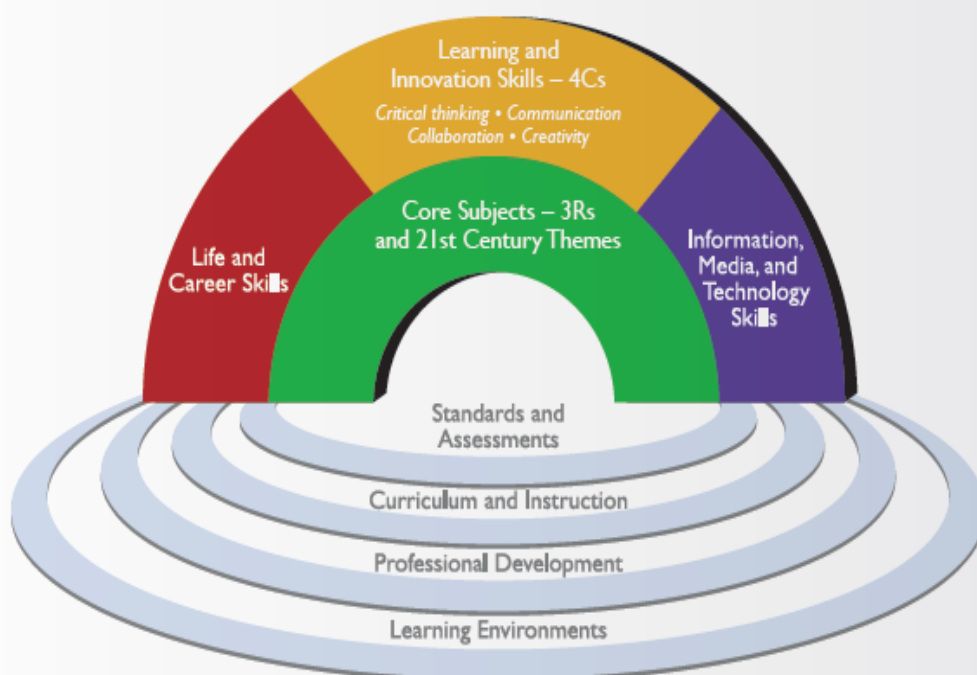 Learning and
Innovation Skills – 4Cs
Critical thinking • Communication
Collaboration • Creativity
Core Subjects – 3Rs
and 21st Century Themes
Life and
Career Skills
Information,
Media, and
Technology
Skills
Standards and
Assessments
Curriculum and Instruction
Professional Development
Learning Environments